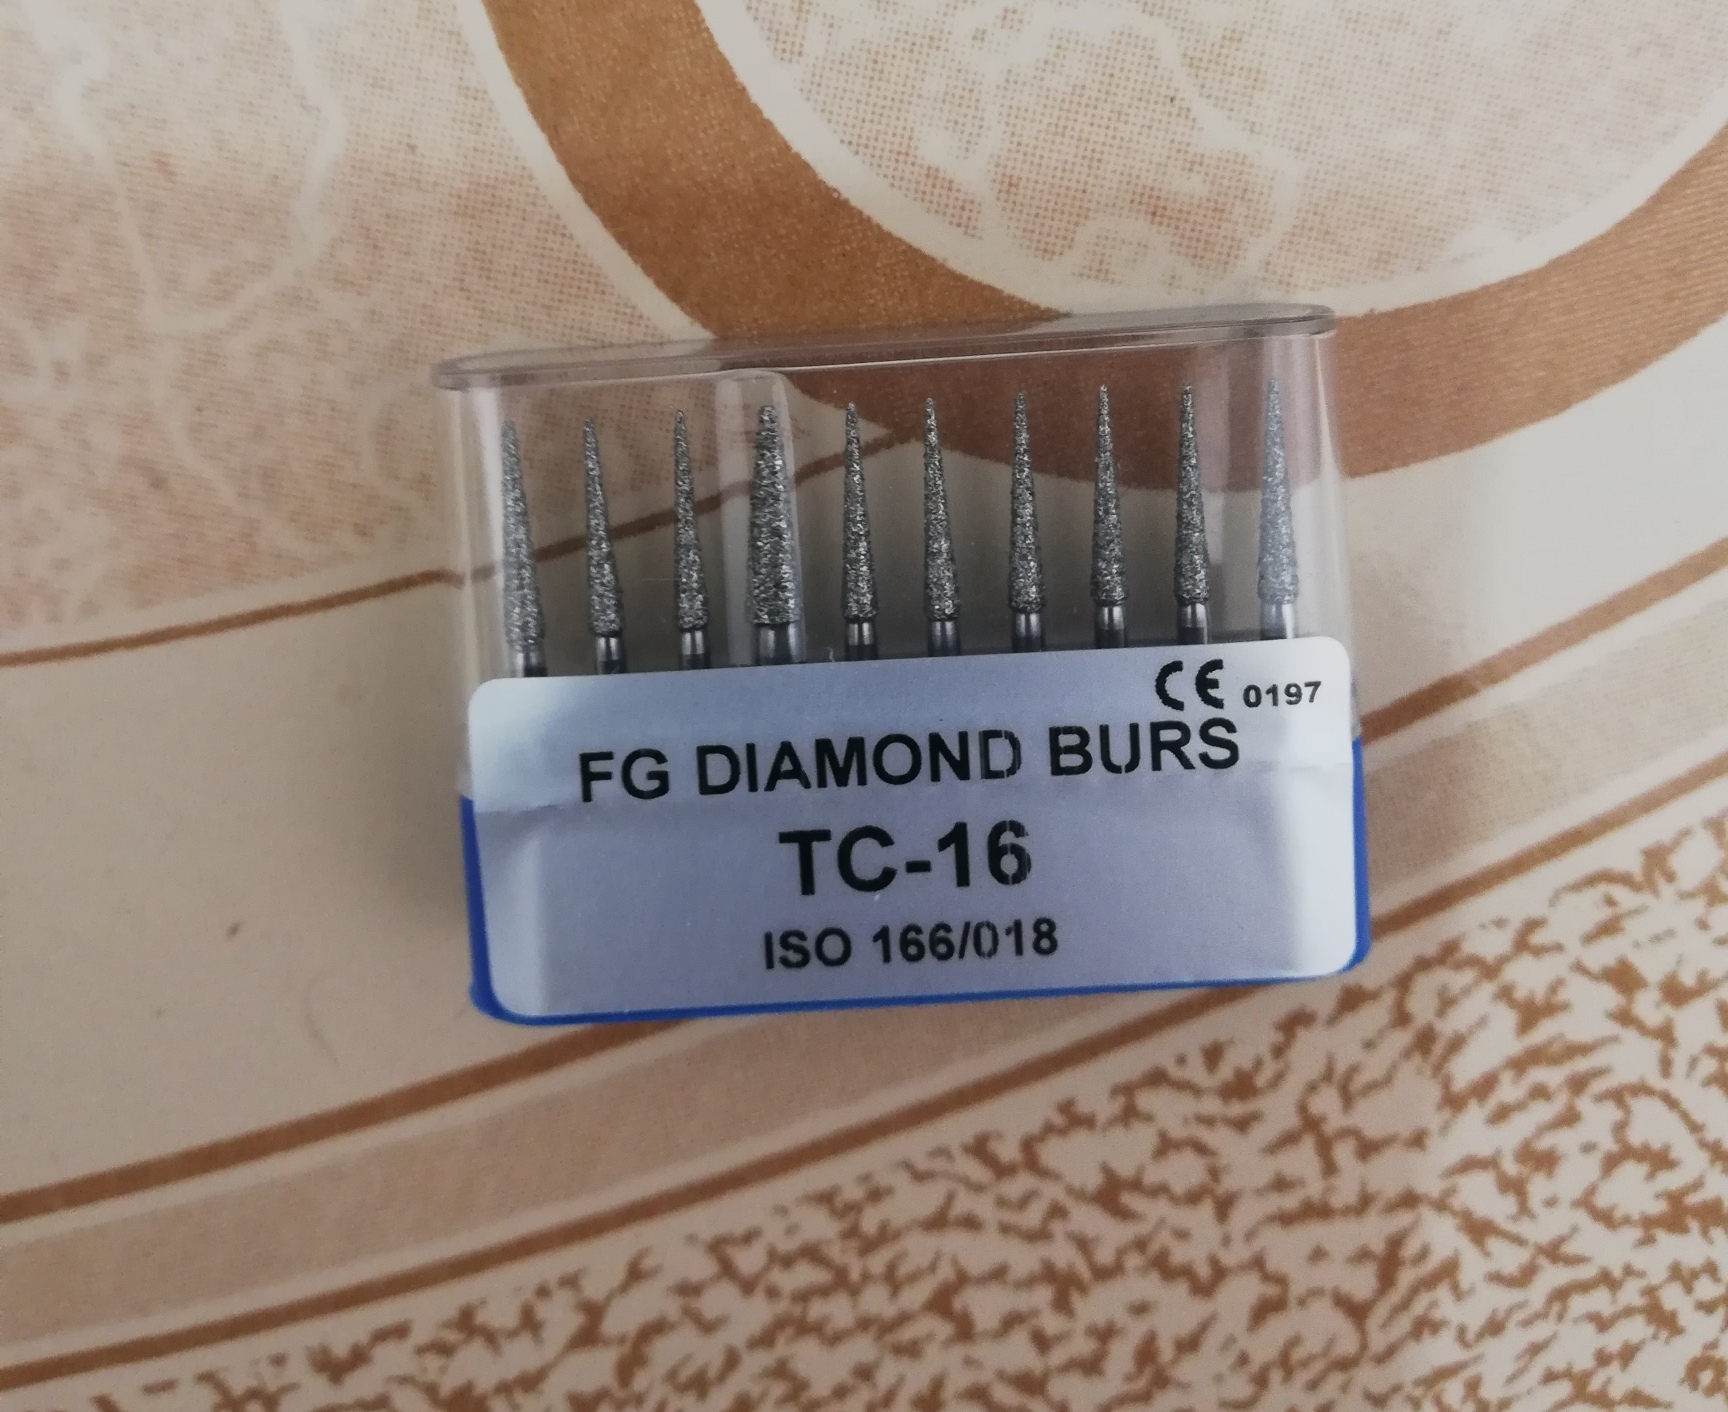 CE 0197
FG DIAMOND BURS
TC-16
ISO 166/018